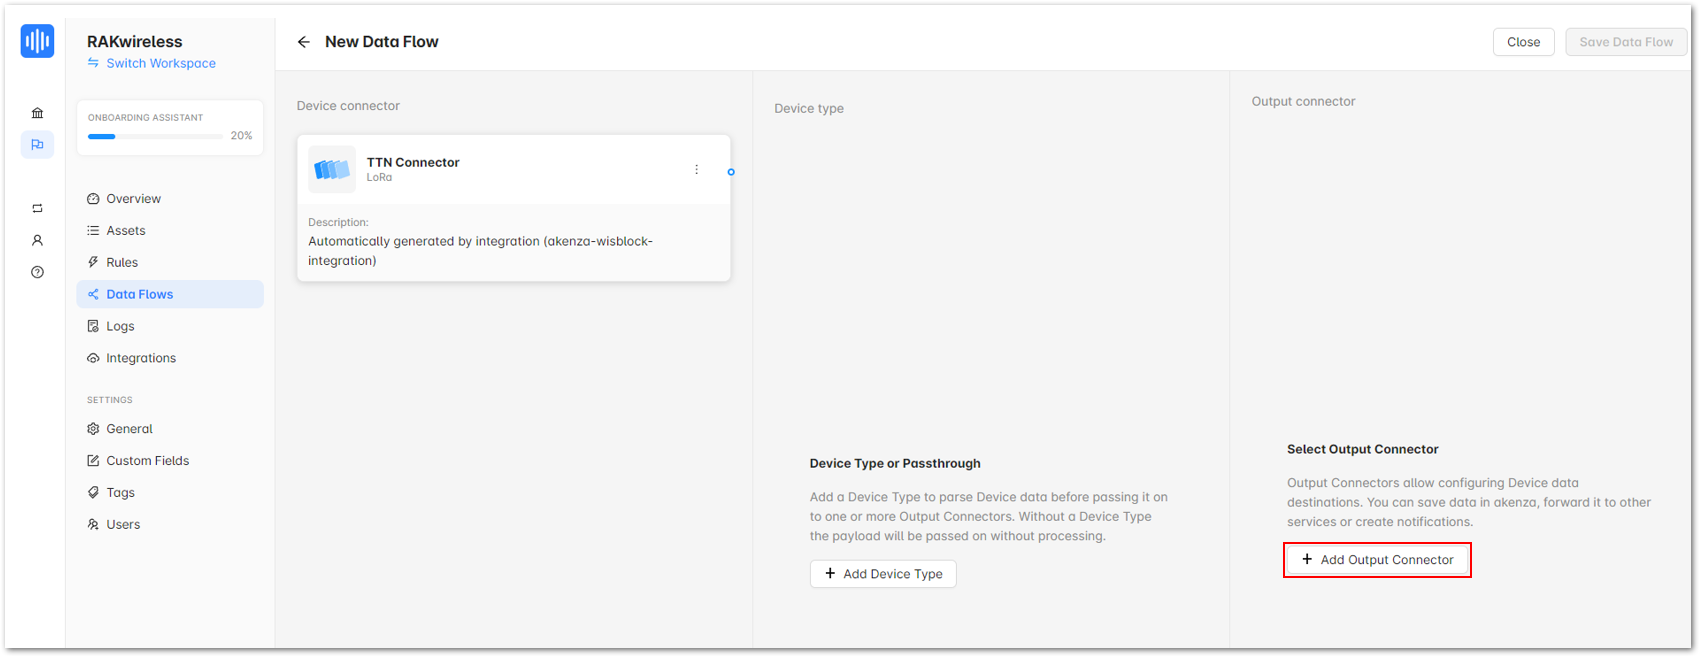 RAKwireless
Switch Workspace
ONBOARDING ASSISTANT
20%
Overview
Assets
Rules
Data Flows
Logs
Integrations
SETTINGS
General
Custom Fields
Tags
Users
New Data Flow
Close
Save Data Flow
Device connector
TTN Connector
LoRa
Description:
Automatically generated by integration (akenza-wisblock-
integration)
Device type
Device Type or Passthrough
Add a Device Type to parse Device data before passing it on
to one or more Output Connectors. Without a Device Type
the payload will be passed on without processing.
+ Add Device Type
Output connector
Select Output Connector
Output Connectors allow configuring Device data
destinations. You can save data in akenza, forward it to other
services or create notifications.
+ Add Output Connector